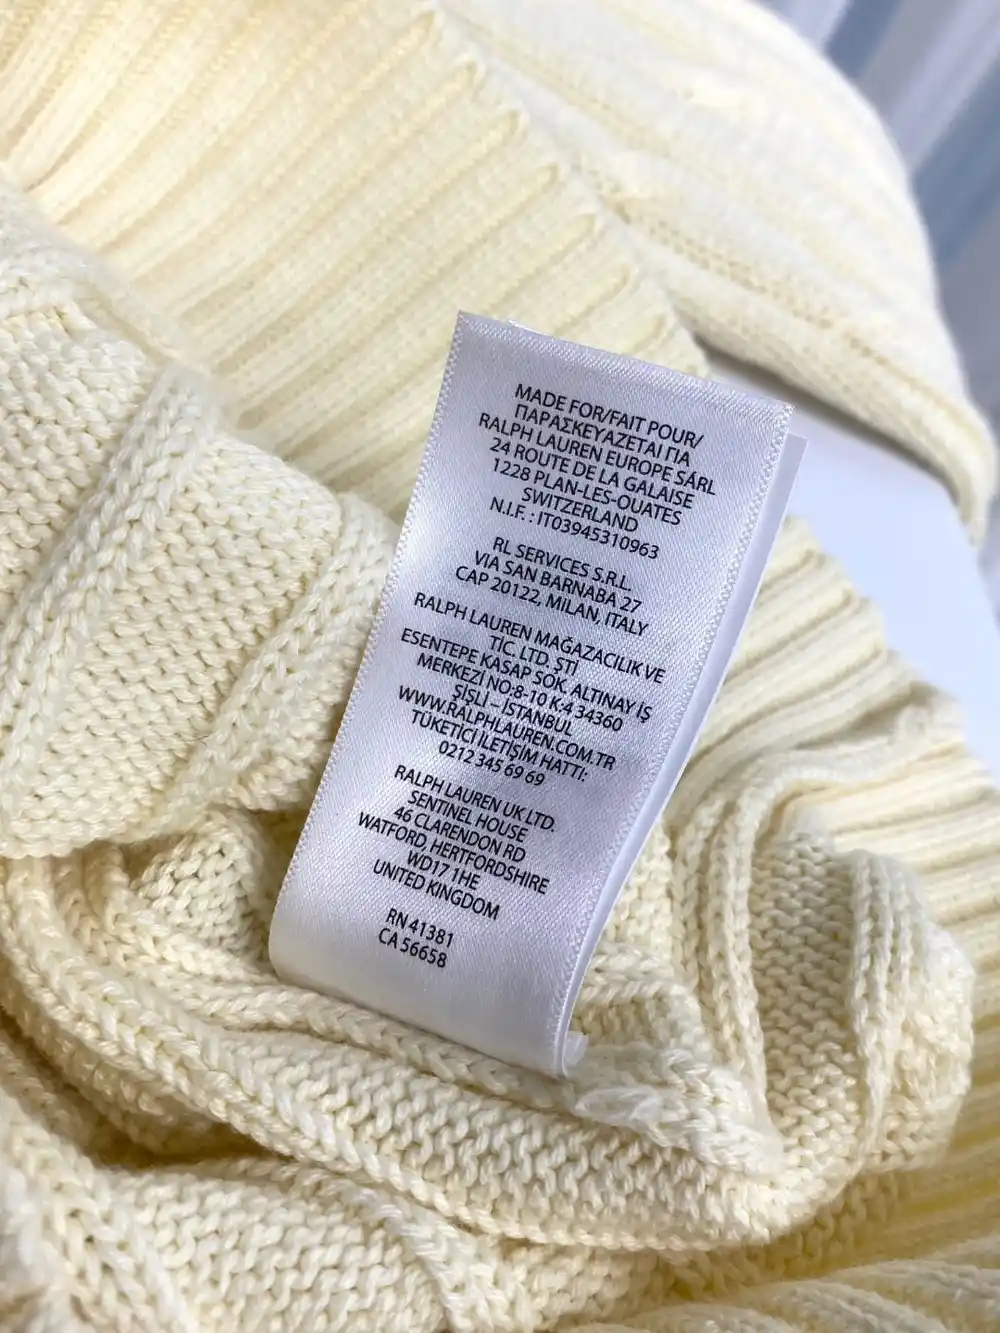 MADE FOR/FAIT POUR/
ΠΑΡΑΣΚΕΥΑΖΕΤΑΙ ΓΙΑ
RALPH LAUREN EUROPE SÀRL
24 ROUTE DE LA GALAISE
1228 PLAN-LES-OUATES
SWITZERLAND
N.I.F. : IT03945310963
RL SERVICES S.R.L.
VIA SAN BARNABA 27
CAP 20122, MILAN, ITALY
RALPH LAUREN MAĞAZACILIK VE
TİC. LTD. ŞTİ
ESENTEPE KASAP SOK. ALTINAY İŞ
MERKEZİ NO:8-10 K:4 34360
ŞİŞLİ – İSTANBUL
WWW.RALPHLAUREN.COM.TR
TÜKETİCİ İLETİŞİM HATTI:
0212 345 69 69
RALPH LAUREN UK LTD.
SENTINEL HOUSE
46 CLARENDON RD
WATFORD, HERTFORDSHIRE
WD17 1HE
UNITED KINGDOM
RN 41381
CA 56658